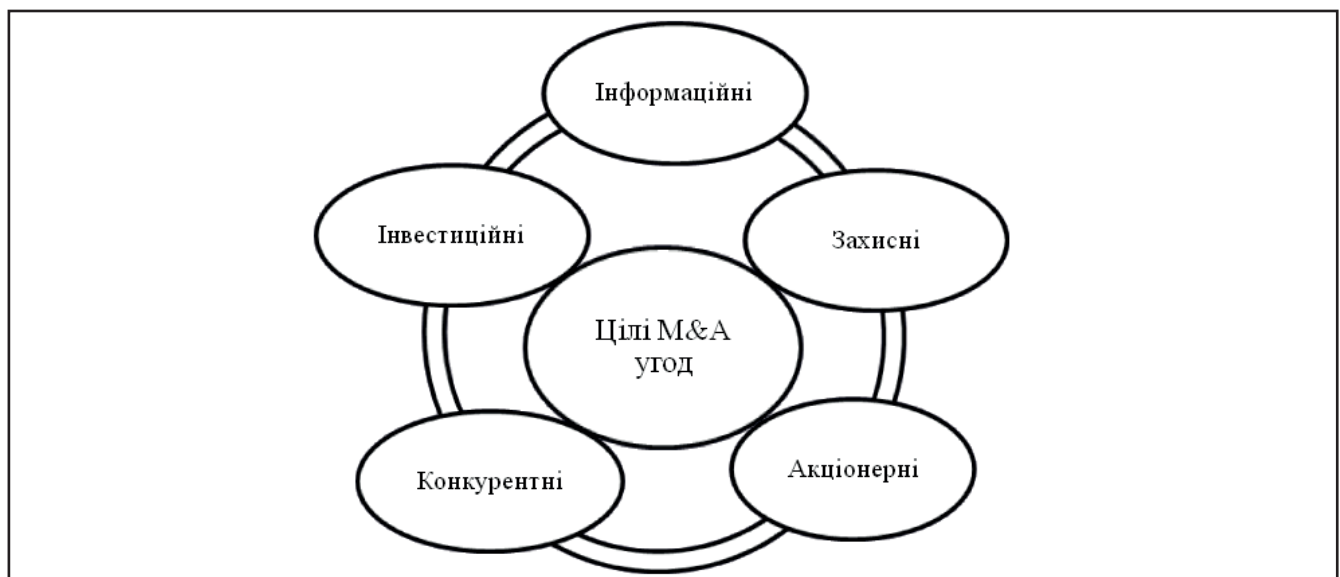 Інформаційні
Інвестиційні
Захисні
Цілі M&A
угод
Конкурентні
Акціонерні